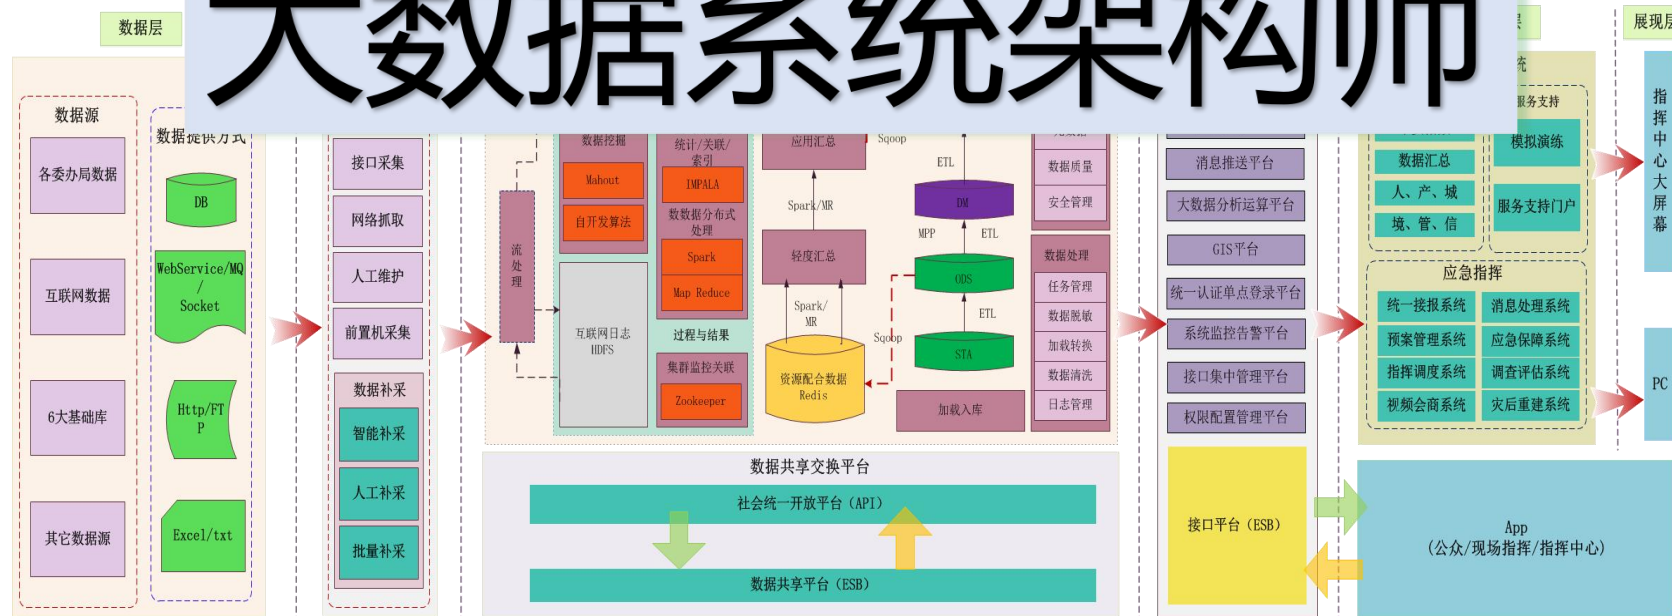 大数据系统架构师
数据层
展现层
数据源
各委办局数据
互联网数据
6大基础库
其它数据源
数据提供方式
DB
WebService/MQ
/
Socket
Http/FT
P
Excel/txt
接口采集
网络抓取
人工维护
前置机采集
数据补采
智能补采
人工补采
批量补采
流
处
理
数据挖掘
Mahout
自开发算法
互联网日志
HDFS
统计/关联/
索引
IMPALA
数数据分布式
处理
Spark
Map Reduce
过程与结果
集群监控关联
Zookeeper
应用汇总
Spark/MR
轻度汇总
Spark/
MR
资源配合数据
Redis
Sqoop
Sqoop
ETL
DM
MPP
ETL
ODS
ETL
STA
加载入库
数据质量
安全管理
数据处理
任务管理
数据脱敏
加载转换
数据清洗
日志管理
数据共享交换平台
社会统一开放平台（API）
数据共享平台（ESB）
消息推送平台
大数据分析运算平台
GIS平台
统一认证单点登录平台
系统监控告警平台
接口集中管理平台
权限配置管理平台
接口平台（ESB）
数据汇总
人、产、城
境、管、信
服务支持
模拟演练
服务支持门户
应急指挥
统一接报系统
消息处理系统
预案管理系统
应急保障系统
指挥调度系统
调查评估系统
视频会商系统
灾后重建系统
指
挥
中
心
大
屏
幕
PC
App
(公众/现场指挥/指挥中心)